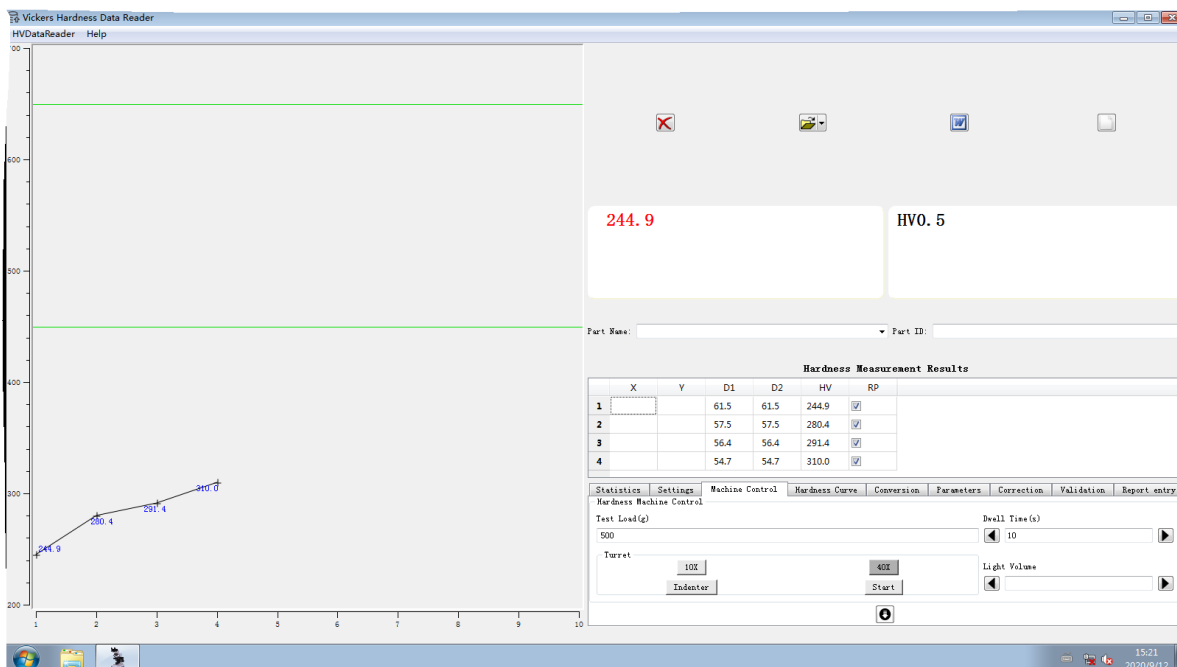 Vickers Hardness Data Reader
HVDataReader Help
600
500
400
300
200
244.9
280.4
291.4
310.0
1 2 3 4 5 6 7 8 9 10
244.9
HV0.5
Part Name: Part ID:
Hardness Measurement Results
X Y D1 D2 HV RP
1 61.5 61.5 244.9
2 57.5 57.5 280.4
3 56.4 56.4 291.4
4 54.7 54.7 310.0
Statistics Settings Machine Control Hardness Curve Conversion Parameters Correction Validation Report entry
Hardness Machine Control
Test Load(g) Dwell Time(s)
500 10
Turret
10X 40X Light Volume
Indenter Start
15:21
2020/9/12